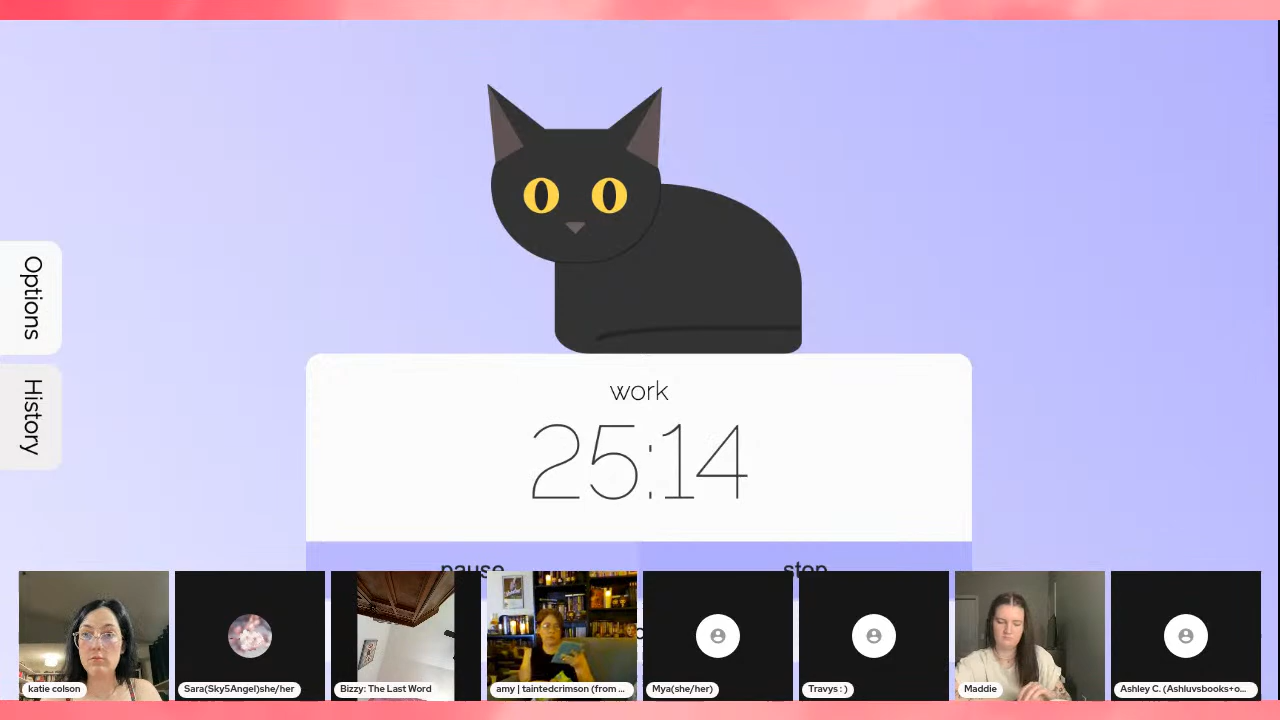 Options
History
work
25:14
pause
stop
katie colson
Sara(Sky5Angel)she/her
Bizzy: The Last Word
amy | taintedcrimson (from ...
Mya(she/her)
Travys : )
Maddie
Ashley C. (Ashluvsbooks+o...